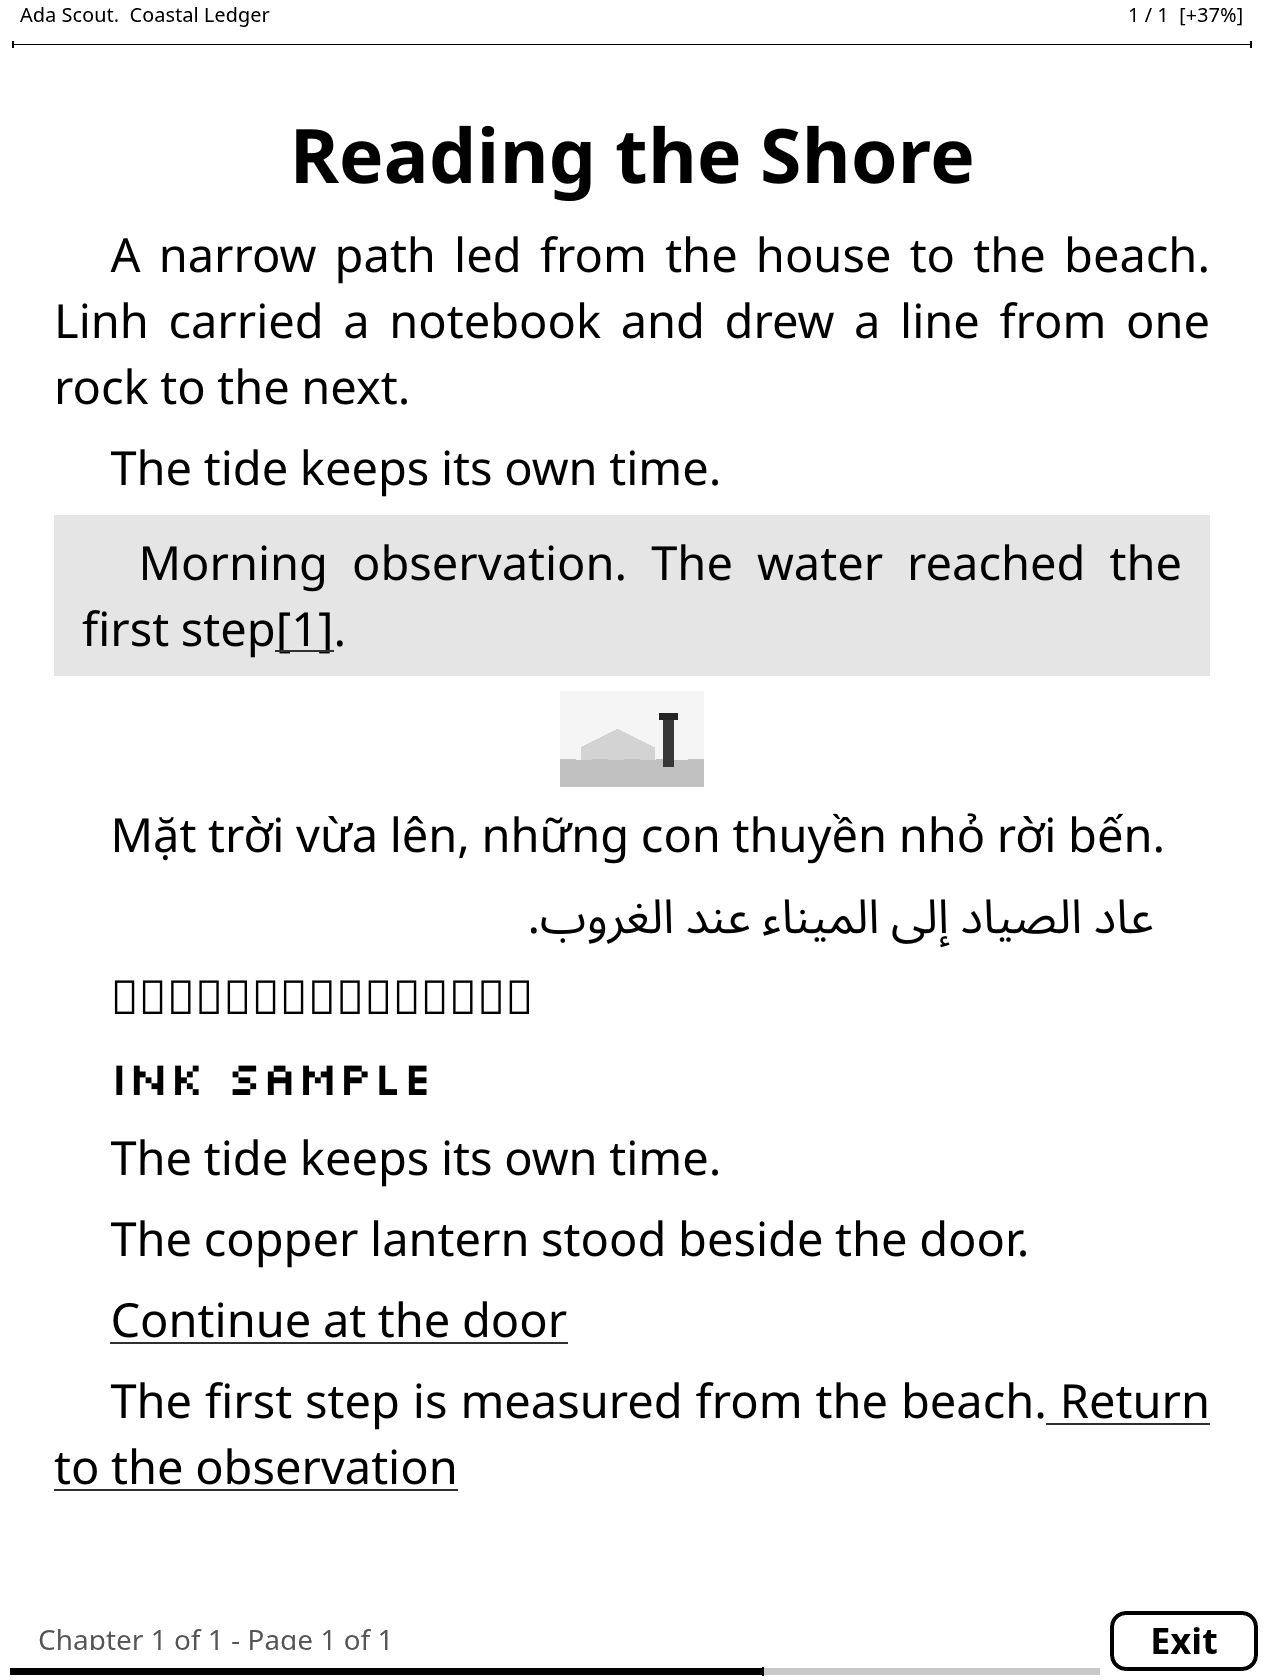 Ada Scout.  Coastal Ledger
1 / 1  [+37%]
Reading the Shore
A narrow path led from the house to the beach.
Linh carried a notebook and drew a line from one
rock to the next.
The tide keeps its own time.
Morning observation. The water reached the
first step[1].
Mặt trời vừa lên, những con thuyền nhỏ rời bến.
عاد الصياد إلى الميناء عند الغروب.
INK SAMPLE
The tide keeps its own time.
The copper lantern stood beside the door.
Continue at the door
The first step is measured from the beach. Return
to the observation
Chapter 1 of 1 - Page 1 of 1
Exit